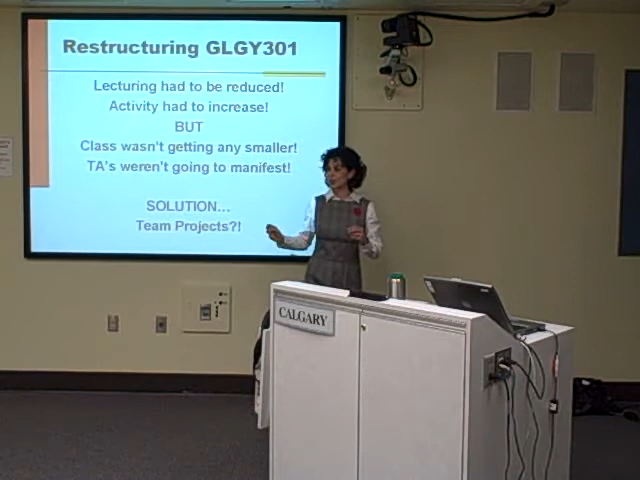 Restructuring GLGY301
Lecturing had to be reduced!
Activity had to increase!
BUT
Class wasn't getting any smaller!
TA's weren't going to manifest!
SOLUTION...
Team Projects?!
CALGARY